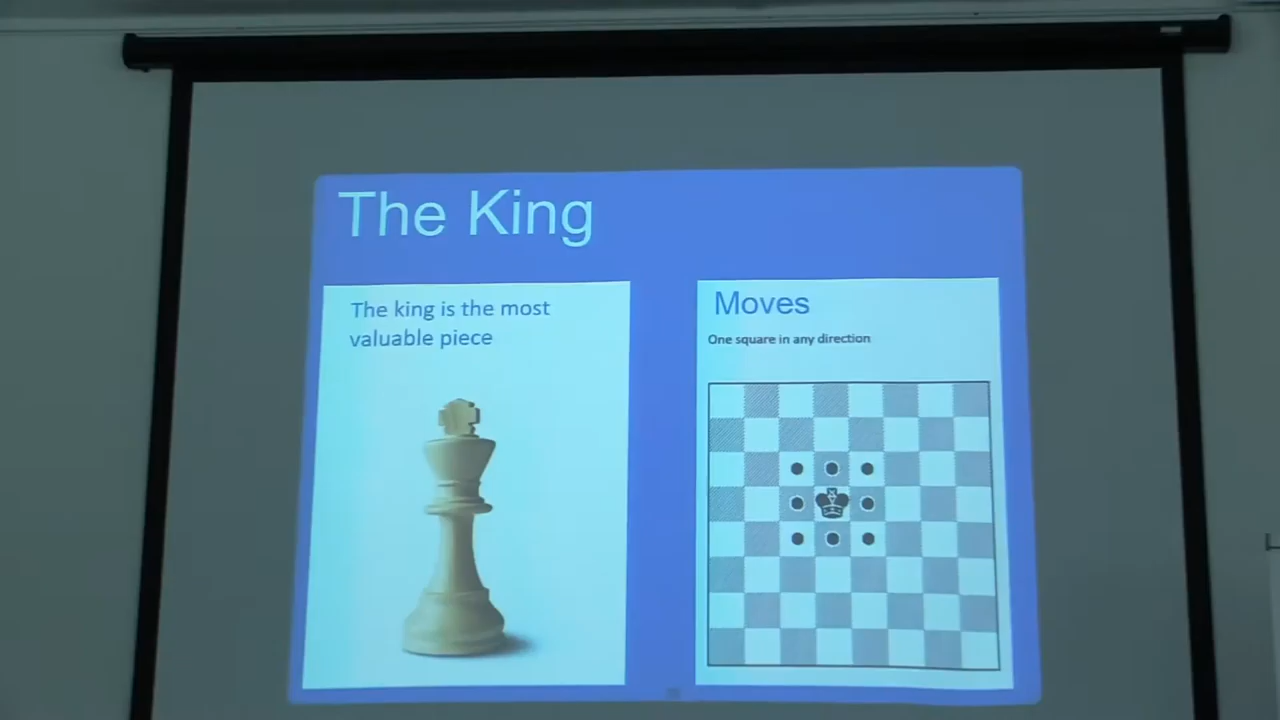 The King
The king is the most
valuable piece
Moves
One square in any direction